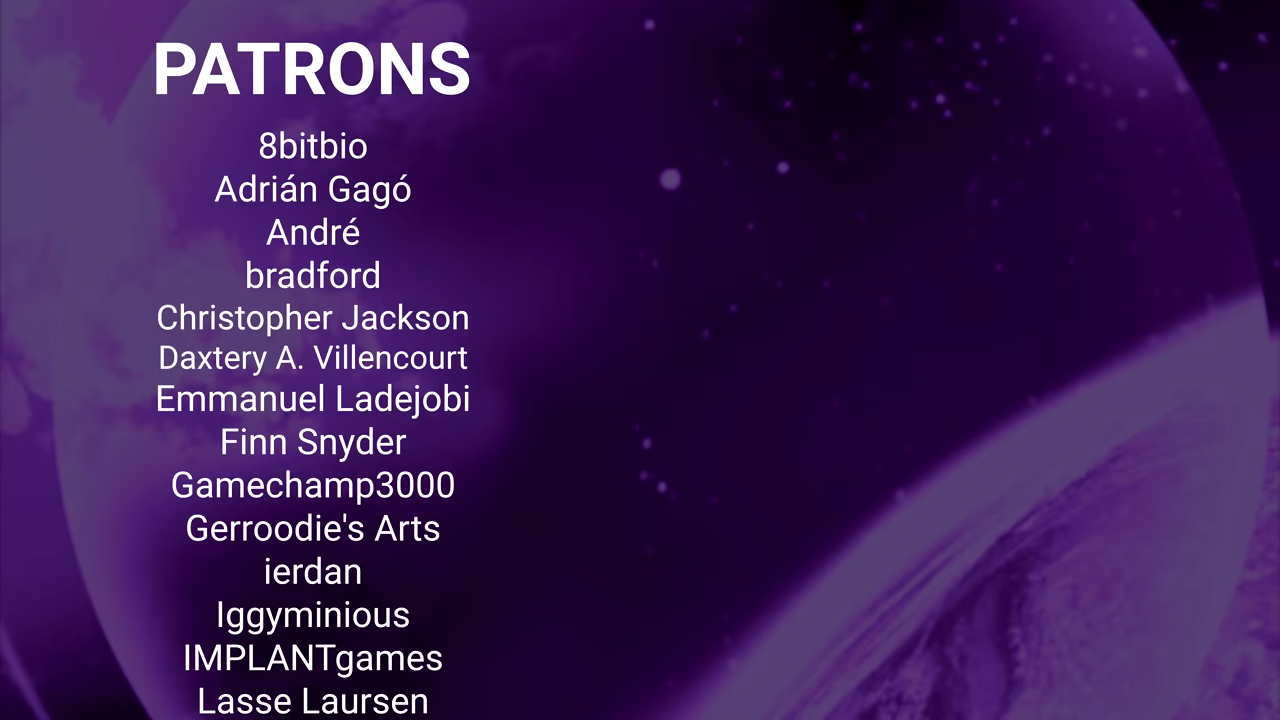 PATRONS
8bitbio
Adrián Gagó
André
bradford
Christopher Jackson
Daxtery A. Villencourt
Emmanuel Ladejobi
Finn Snyder
Gamechamp3000
Gerroodie's Arts
ierdan
Iggyminious
IMPLANTgames
Lasse Laursen